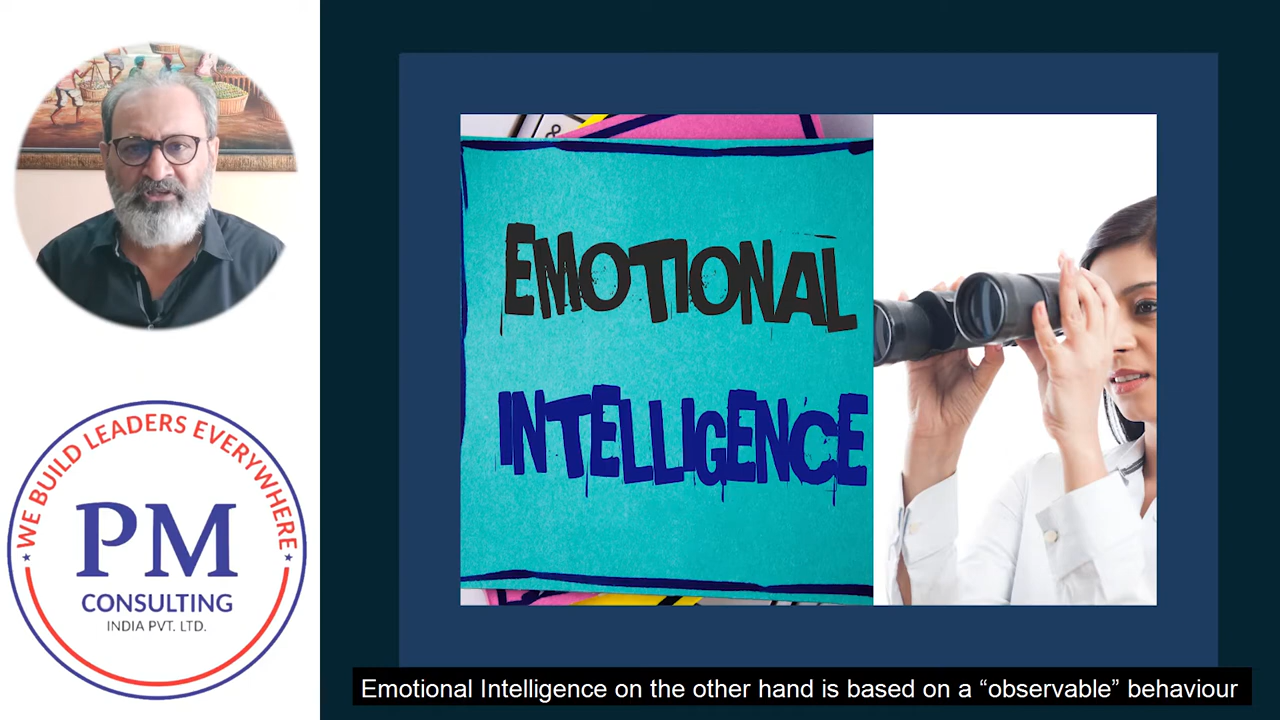 WE BUILD LEADERS EVERYWHERE
PM
CONSULTING
INDIA PVT. LTD.
EMOTIONAL
INTELLIGENCE
Emotional Intelligence on the other hand is based on a “observable” behaviour